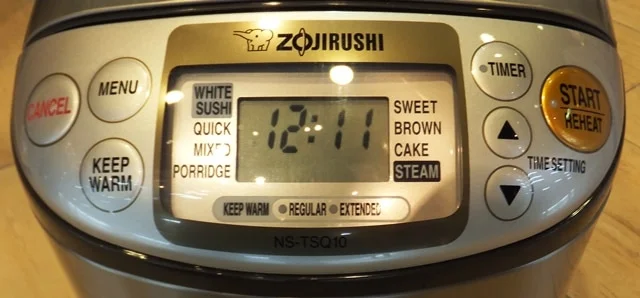 ZOJIRUSHI
CANCEL
MENU
KEEP
WARM
WHITE
SUSHI
QUICK
MIXED
PORRIDGE
12:11
SWEET
BROWN
CAKE
STEAM
KEEP WARM REGULAR EXTENDED
TIMER
START
REHEAT
TIME SETTING
NS-TSQ10